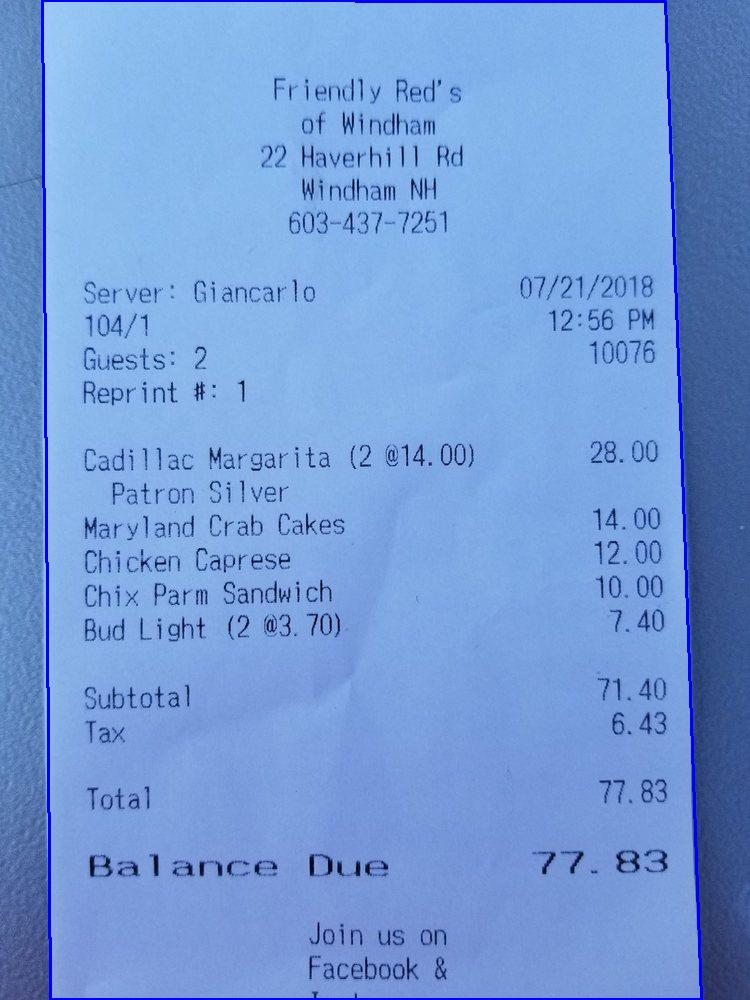 Friendly Red's
of Windham
22 Haverhill Rd
Windham NH
603-437-7251
Server: Giancarlo 07/21/2018
104/1 12:56 PM
Guests: 2 10076
Reprint #: 1
Cadillac Margarita (2 @14.00) 28.00
Patron Silver
Maryland Crab Cakes 14.00
Chicken Caprese 12.00
Chix Parm Sandwich 10.00
Bud Light (2 @3.70) 7.40
Subtotal 71.40
Tax 6.43
Total 77.83
Balance Due 77.83
Join us on
Facebook &